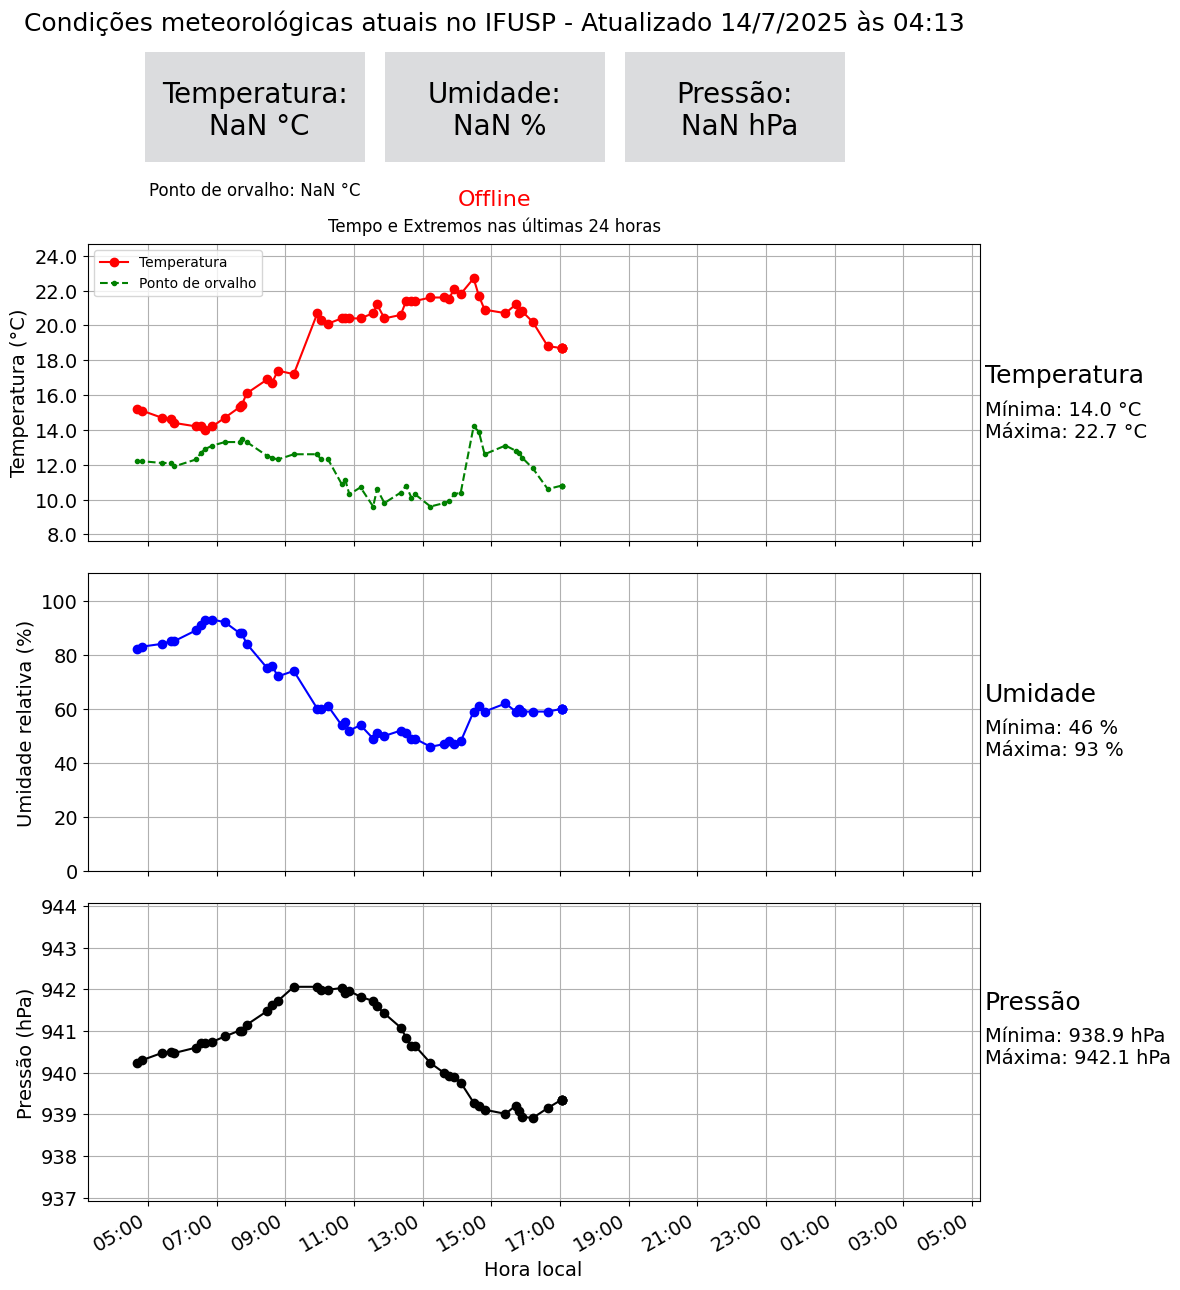 Condições meteorológicas atuais no IFUSP - Atualizado 14/7/2025 às 04:13
Temperatura:
NaN °C
Umidade:
NaN %
Pressão:
NaN hPa
Ponto de orvalho: NaN °C
Offline
Tempo e Extremos nas últimas 24 horas
Temperatura
Ponto de orvalho
Temperatura (°C)
24.0
22.0
20.0
18.0
16.0
14.0
12.0
10.0
8.0
Temperatura
Mínima: 14.0 °C
Máxima: 22.7 °C
Umidade relativa (%)
100
80
60
40
20
0
Umidade
Mínima: 46 %
Máxima: 93 %
Pressão (hPa)
944
943
942
941
940
939
938
937
Pressão
Mínima: 938.9 hPa
Máxima: 942.1 hPa
05:00 07:00 09:00 11:00 13:00 15:00 17:00 19:00 21:00 23:00 01:00 03:00 05:00
Hora local